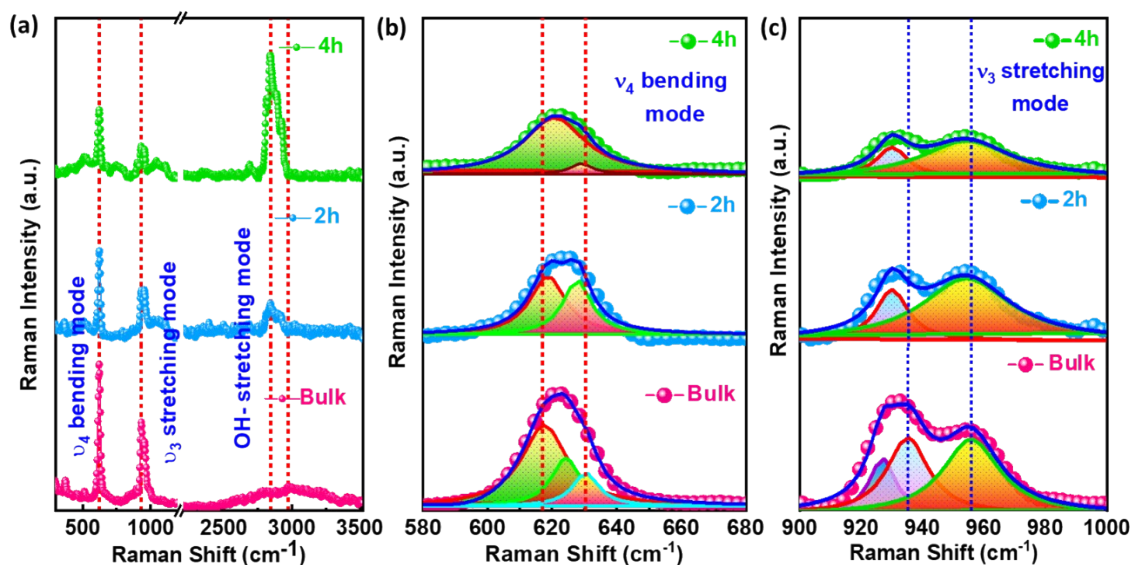 (a)
4h
2h
Bulk
υ4 bending mode
υ3 stretching mode
OH- stretching mode
Raman Intensity (a.u.)
500 1000 2500 3000 3500
Raman Shift (cm-1)
(b)
4h
ν4 bending
mode
2h
Bulk
Raman Intensity (a.u.)
580 600 620 640 660 680
Raman Shift (cm-1)
(c)
4h
ν3 stretching
mode
2h
Bulk
Raman Intensity (a.u.)
900 920 940 960 980 1000
Raman Shift (cm-1)